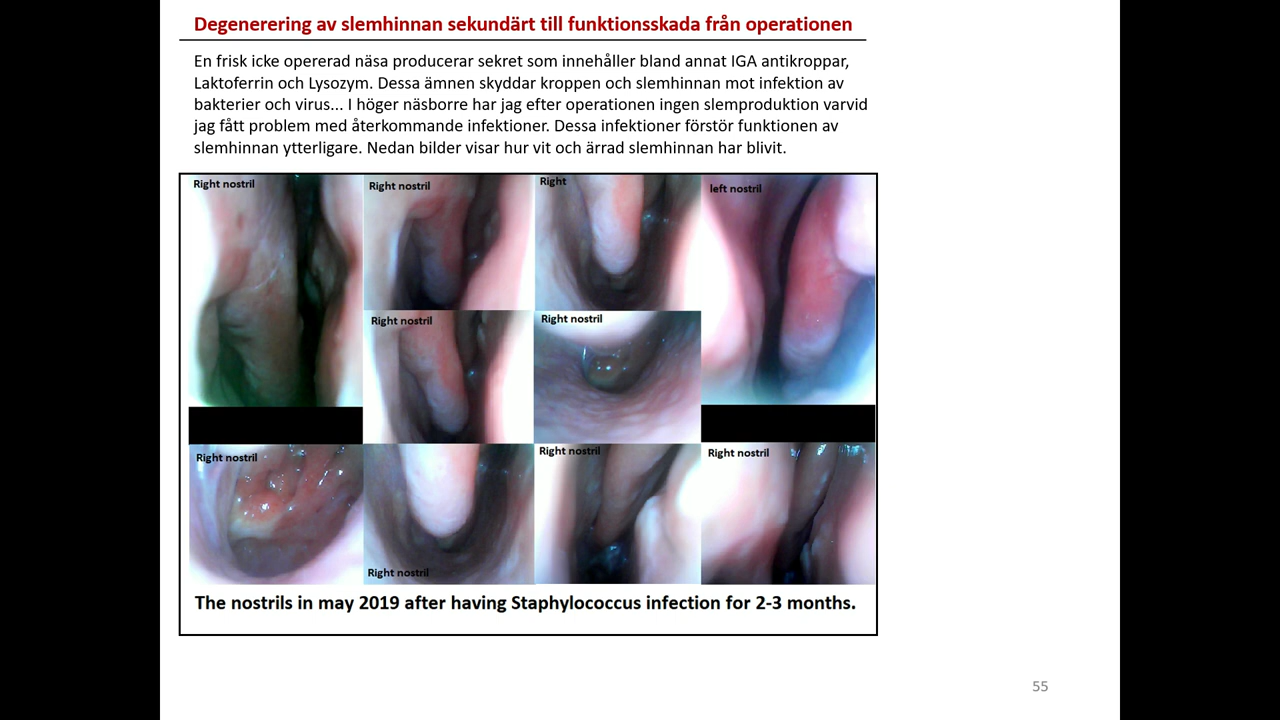 Degenerering av slemhinnan sekundärt till funktionsskada från operationen
En frisk icke opererad näsa producerar sekret som innehåller bland annat IGA antikroppar,
Laktoferrin och Lysozym. Dessa ämnen skyddar kroppen och slemhinnan mot infektion av
bakterier och virus... I höger näsborre har jag efter operationen ingen slemproduktion varvid
jag fått problem med återkommande infektioner. Dessa infektioner förstör funktionen av
slemhinnan ytterligare. Nedan bilder visar hur vit och ärrad slemhinnan har blivit.
Right nostril
Right nostril
Right
left nostril
Right nostril
Right nostril
Right nostril
Right nostril
Right nostril
Right nostril
The nostrils in may 2019 after having Staphylococcus infection for 2-3 months.
55